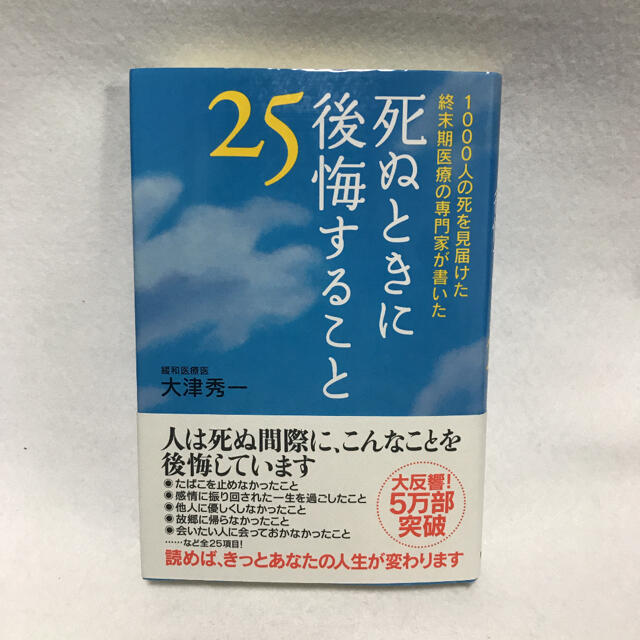 1000人の死を見届けた
終末期医療の専門家が書いた
死ぬときに
後悔すること
25
緩和医療医
大津秀一
人は死ぬ間際に、こんなことを
後悔しています
●たばこを止めなかったこと
●感情に振り回された一生を過ごしたこと
●他人に優しくしなかったこと
●故郷に帰らなかったこと
●会いたい人に会っておかなかったこと
……など全25項目!
大反響!
5万部
突破
読めば、きっとあなたの人生が変わります